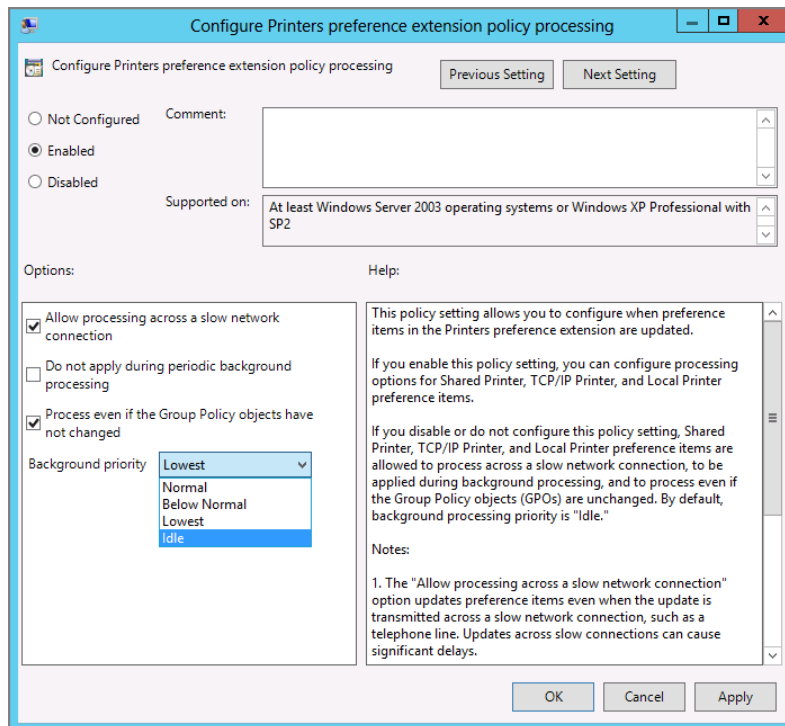 Configure Printers preference extension policy processing
Configure Printers preference extension policy processing
Previous Setting
Next Setting
Not Configured
Comment:
Enabled
Disabled
Supported on:
At least Windows Server 2003 operating systems or Windows XP Professional with
SP2
Options:
Help:
Allow processing across a slow network
connection
Do not apply during periodic background
processing
Process even if the Group Policy objects have
not changed
Background priority
Lowest
Normal
Below Normal
Lowest
Idle
This policy setting allows you to configure when preference
items in the Printers preference extension are updated.
If you enable this policy setting, you can configure processing
options for Shared Printer, TCP/IP Printer, and Local Printer
preference items.
If you disable or do not configure this policy setting, Shared
Printer, TCP/IP Printer, and Local Printer preference items are
allowed to process across a slow network connection, to be
applied during background processing, and to process even if
the Group Policy objects (GPOs) are unchanged. By default,
background processing priority is "Idle."
Notes:
1. The "Allow processing across a slow network connection"
option updates preference items even when the update is
transmitted across a slow network connection, such as a
telephone line. Updates across slow connections can cause
significant delays.
OK
Cancel
Apply